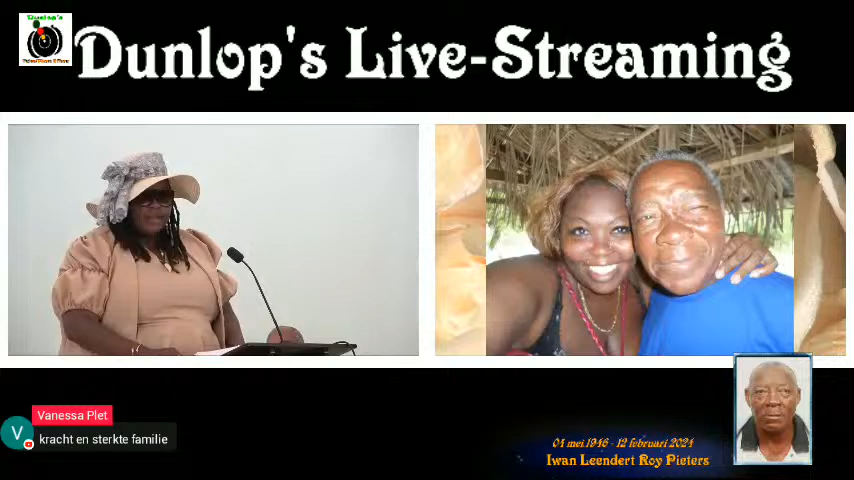 Dunlop's
Dunlop's Live-Streaming
Vanessa Plet
V
kracht en sterkte familie
01 mei 1946 - 12 februari 2024
Iwan Leendert Roy Pieters